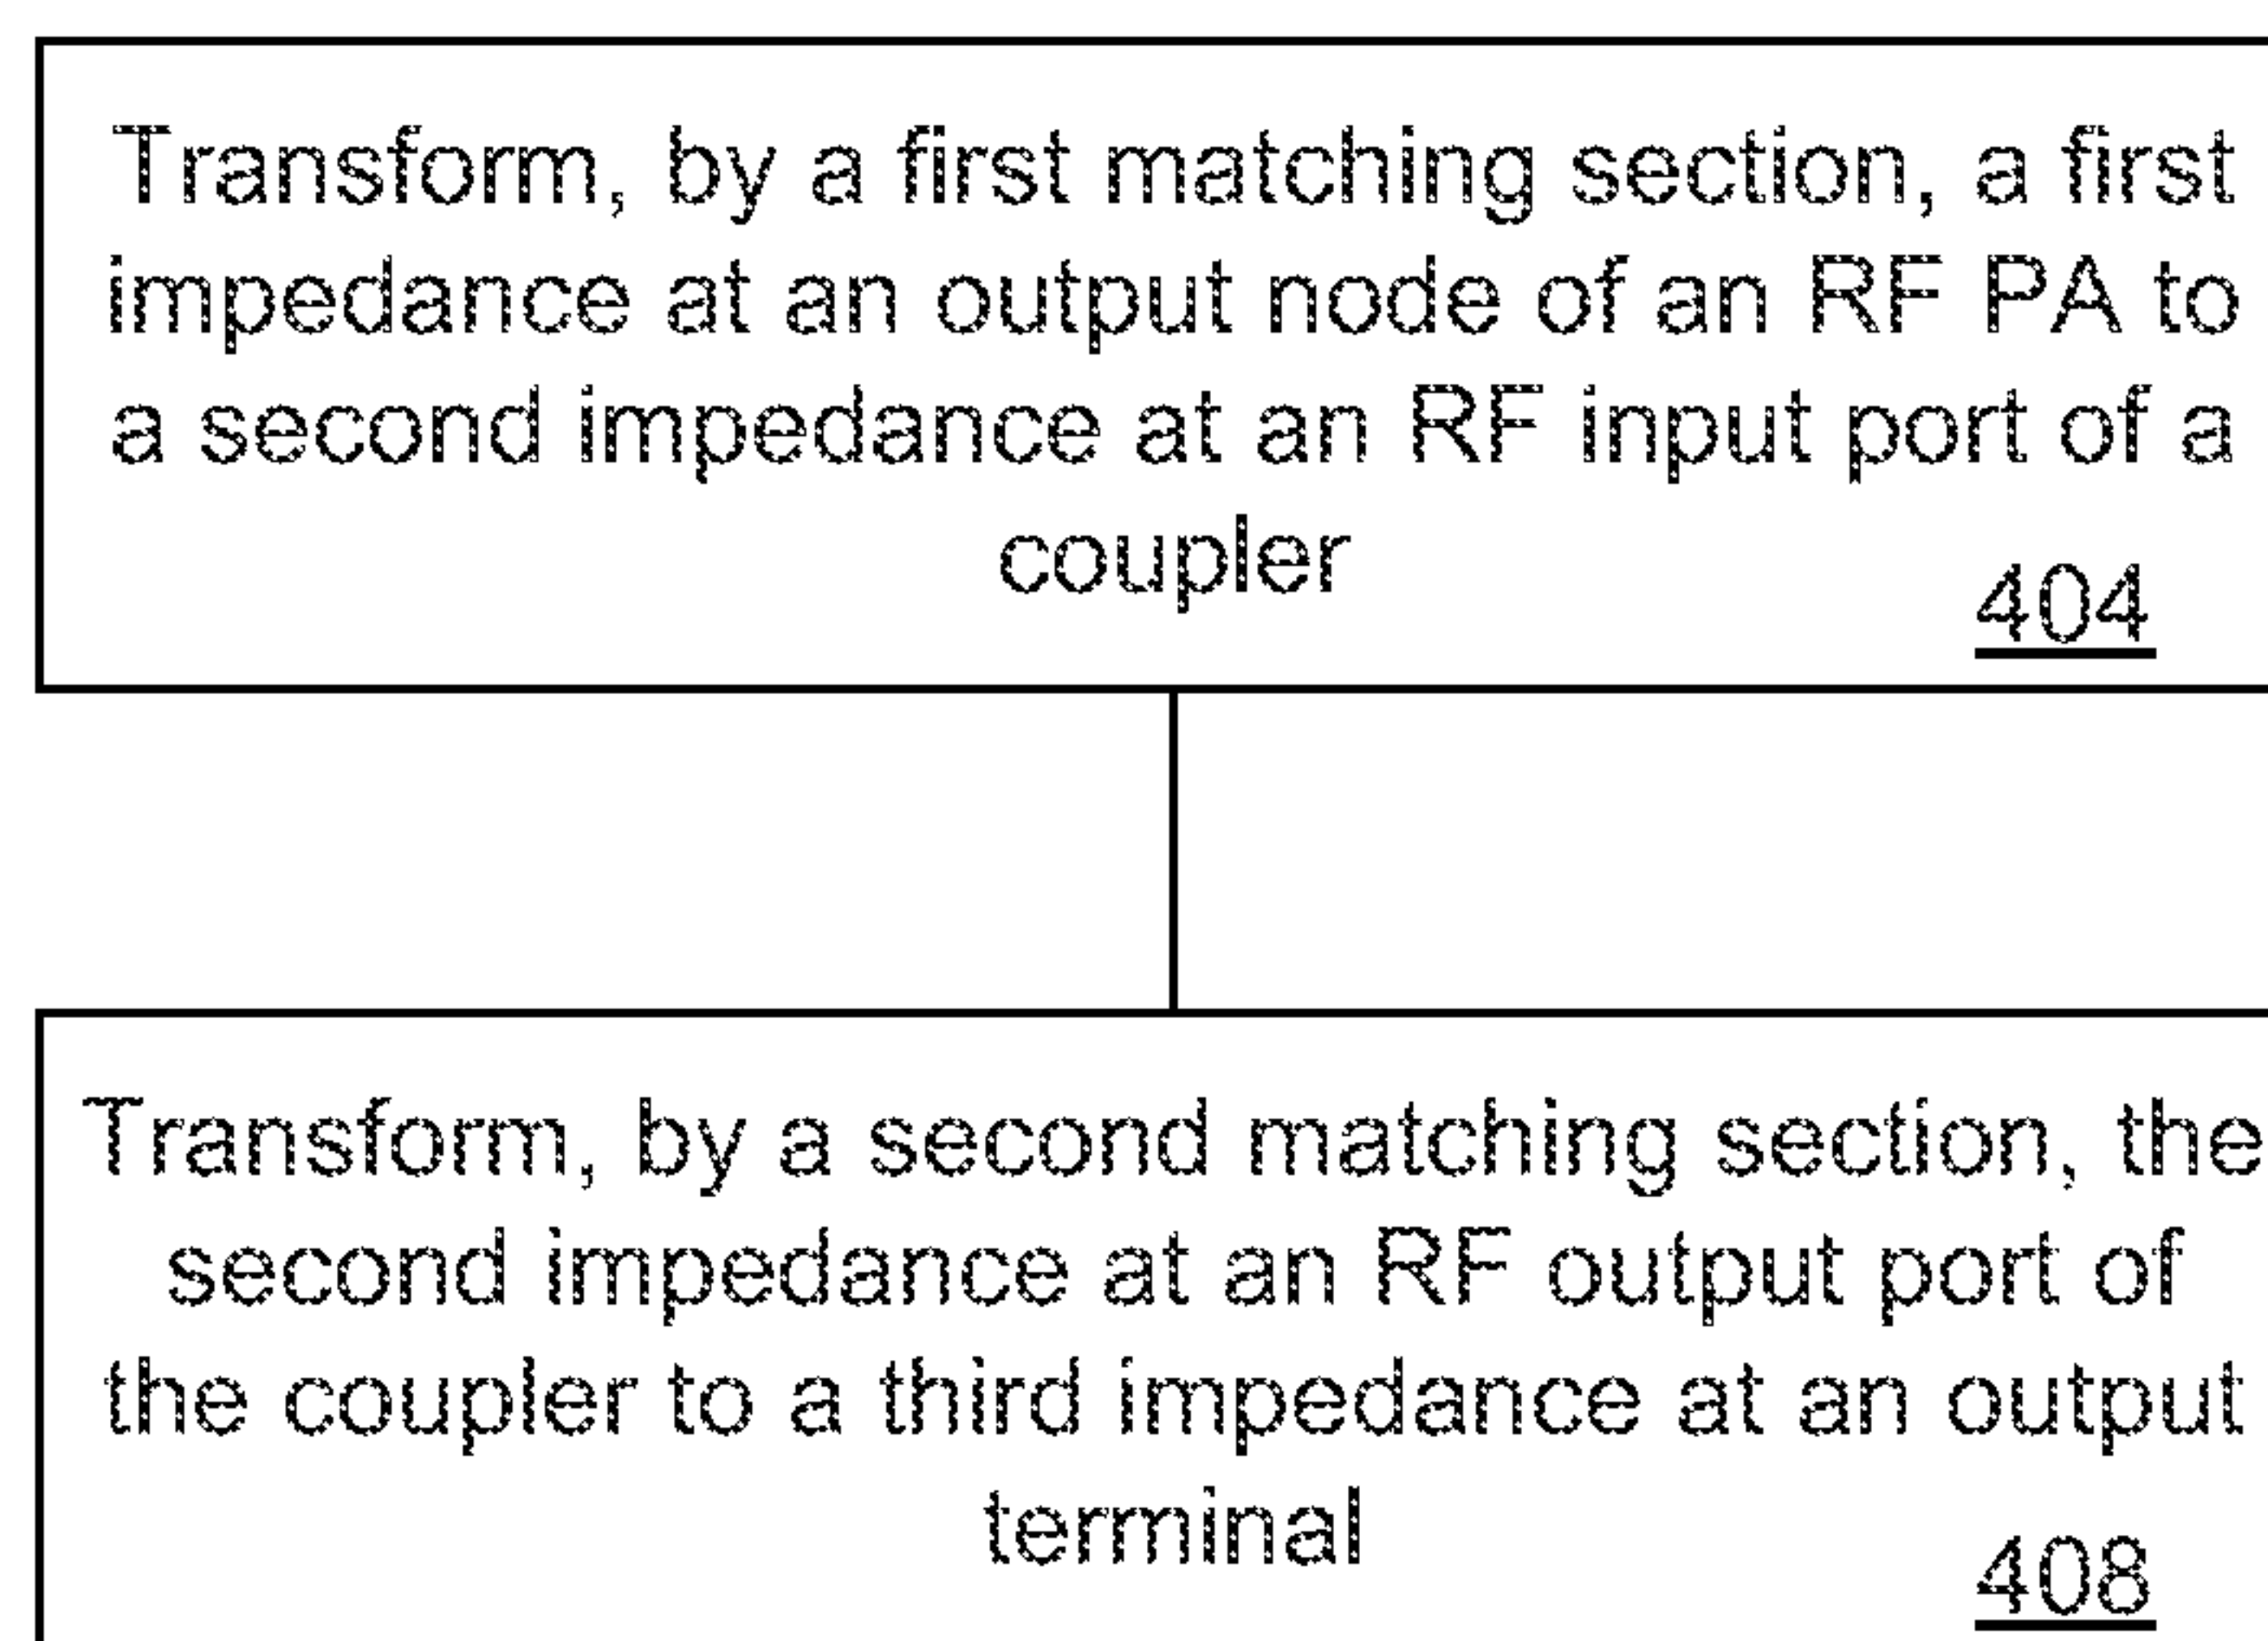 Transform, by a first matching section, a first
impedance at an output node of an RF PA to
a second impedance at an RF input port of a
coupler
404
Transform, by a second matching section, the
second impedance at an RF output port of
the coupler to a third impedance at an output
terminal
408